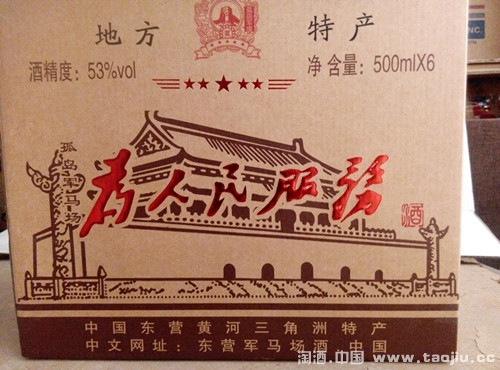 地方 特产
酒精度：53%vol 净含量：500mlX6
孤岛军马场
为人民服务
酒
中国东营黄河三角洲特产
中文网址：东营军马场酒.中国
淘酒.中国 www.taojiu.cc